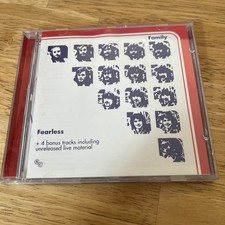 Family
Fearless
+ 4 bonus tracks including
unreleased live material